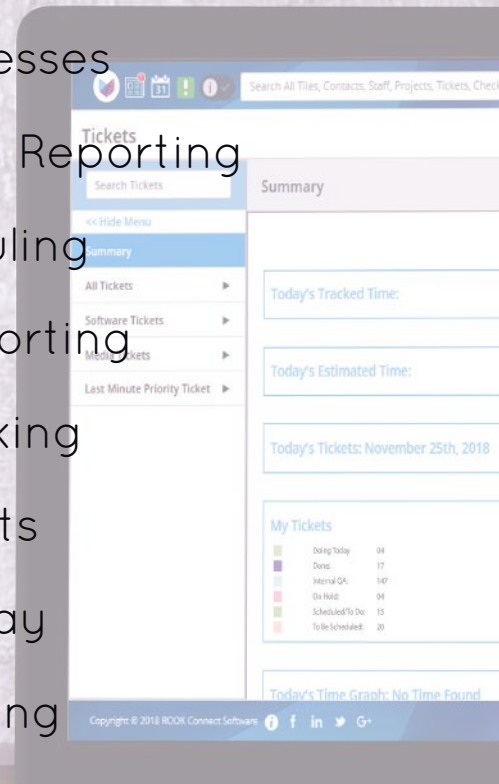 esses
Reporting
uling
orting
king
ts
ay
ng
31
Search All Tiles, Contacts, Staff, Projects, Tickets, Check
Tickets
Search Tickets
Summary
<< Hide Menu
Summary
All Tickets
Software Tickets
Media Tickets
Last Minute Priority Ticket
Today's Tracked Time:
Today's Estimated Time:
Today's Tickets: November 25th, 2018
My Tickets
Doing Today 04
Done: 17
Internal QA: 147
On Hold: 04
Scheduled/To Do: 15
To Be Scheduled: 20
Today's Time Graph: No Time Found
Copyright © 2018 ROOK Connect Software